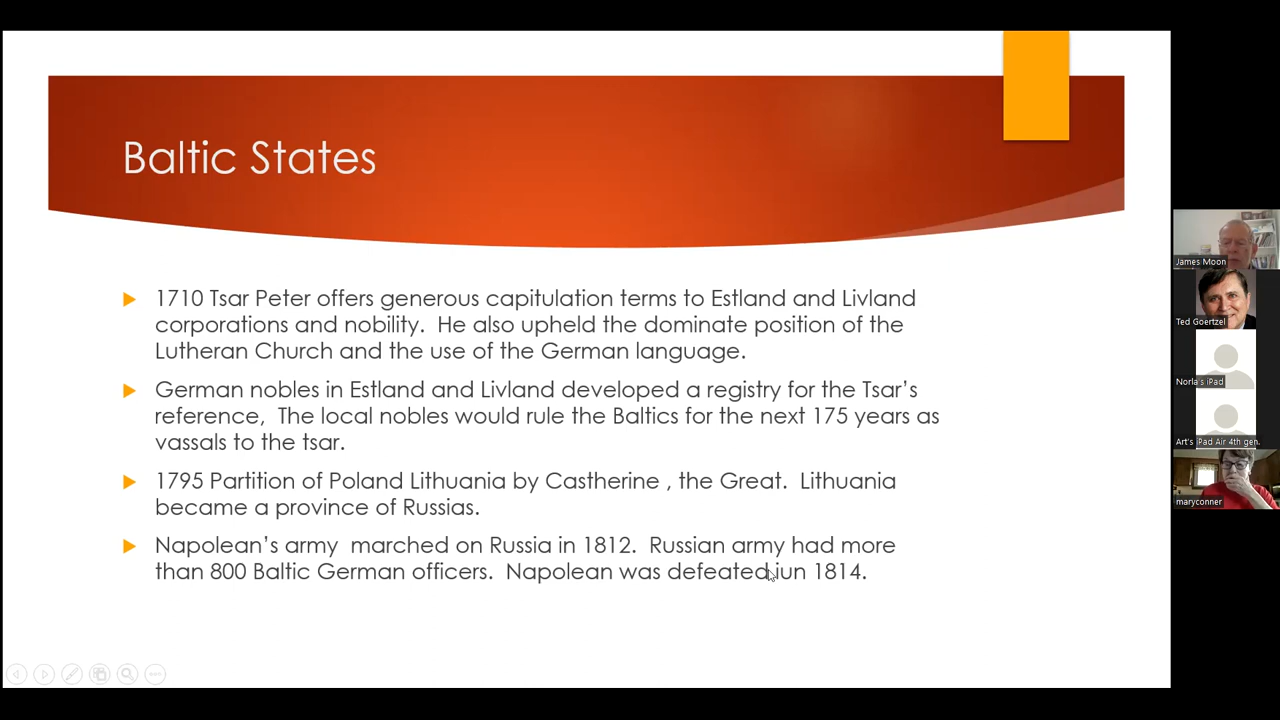 Baltic States
1710 Tsar Peter offers generous capitulation terms to Estland and Livland
corporations and nobility.  He also upheld the dominate position of the
Lutheran Church and the use of the German language.
German nobles in Estland and Livland developed a registry for the Tsar's
reference,  The local nobles would rule the Baltics for the next 175 years as
vassals to the tsar.
1795 Partition of Poland Lithuania by Castherine , the Great.  Lithuania
became a province of Russias.
Napolean's army  marched on Russia in 1812.  Russian army had more
than 800 Baltic German officers.  Napolean was defeated iun 1814.
James Moon
Ted Goertzel
Norla's iPad
Art's iPad Air 4th gen.
maryconner